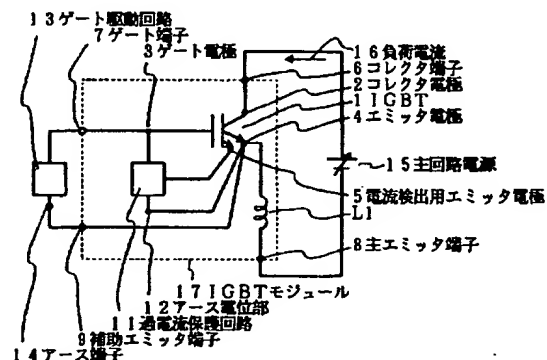 13ゲート駆動回路
7ゲート端子
3ゲート電極
16負荷電流
6コレクタ端子
2コレクタ電極
1IGBT
4エミッタ電極
15主回路電源
5電流検出用エミッタ電極
L1
8主エミッタ端子
17IGBTモジュール
12アース電位部
11過電流保護回路
9補助エミッタ端子
14アース端子